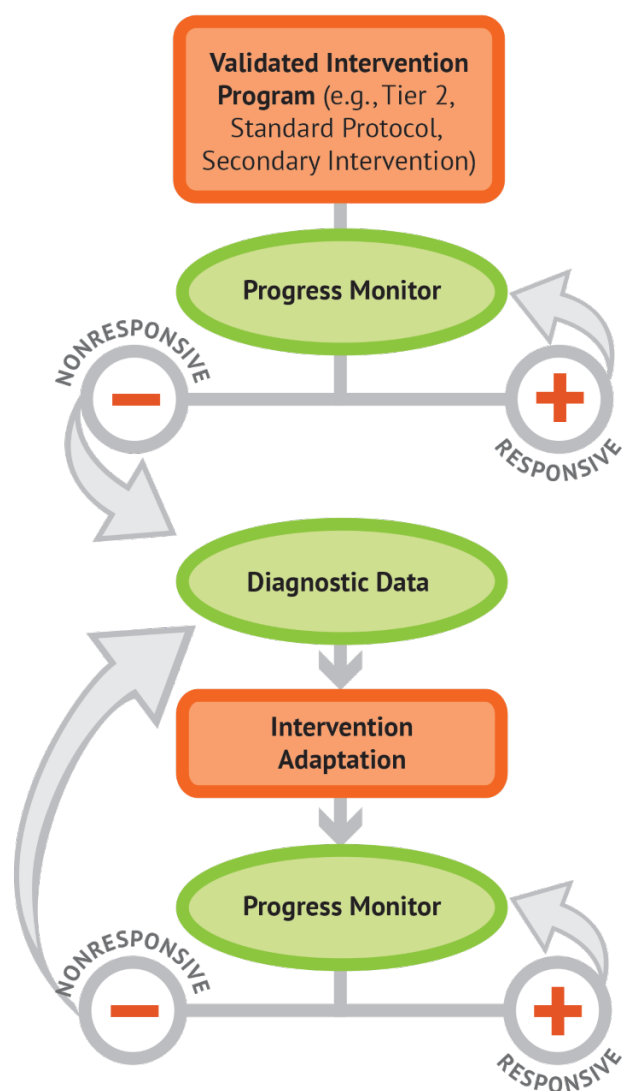 Validated Intervention
Program (e.g., Tier 2,
Standard Protocol,
Secondary Intervention)
Progress Monitor
NONRESPONSIVE
RESPONSIVE
Diagnostic Data
Intervention
Adaptation
Progress Monitor
NONRESPONSIVE
RESPONSIVE